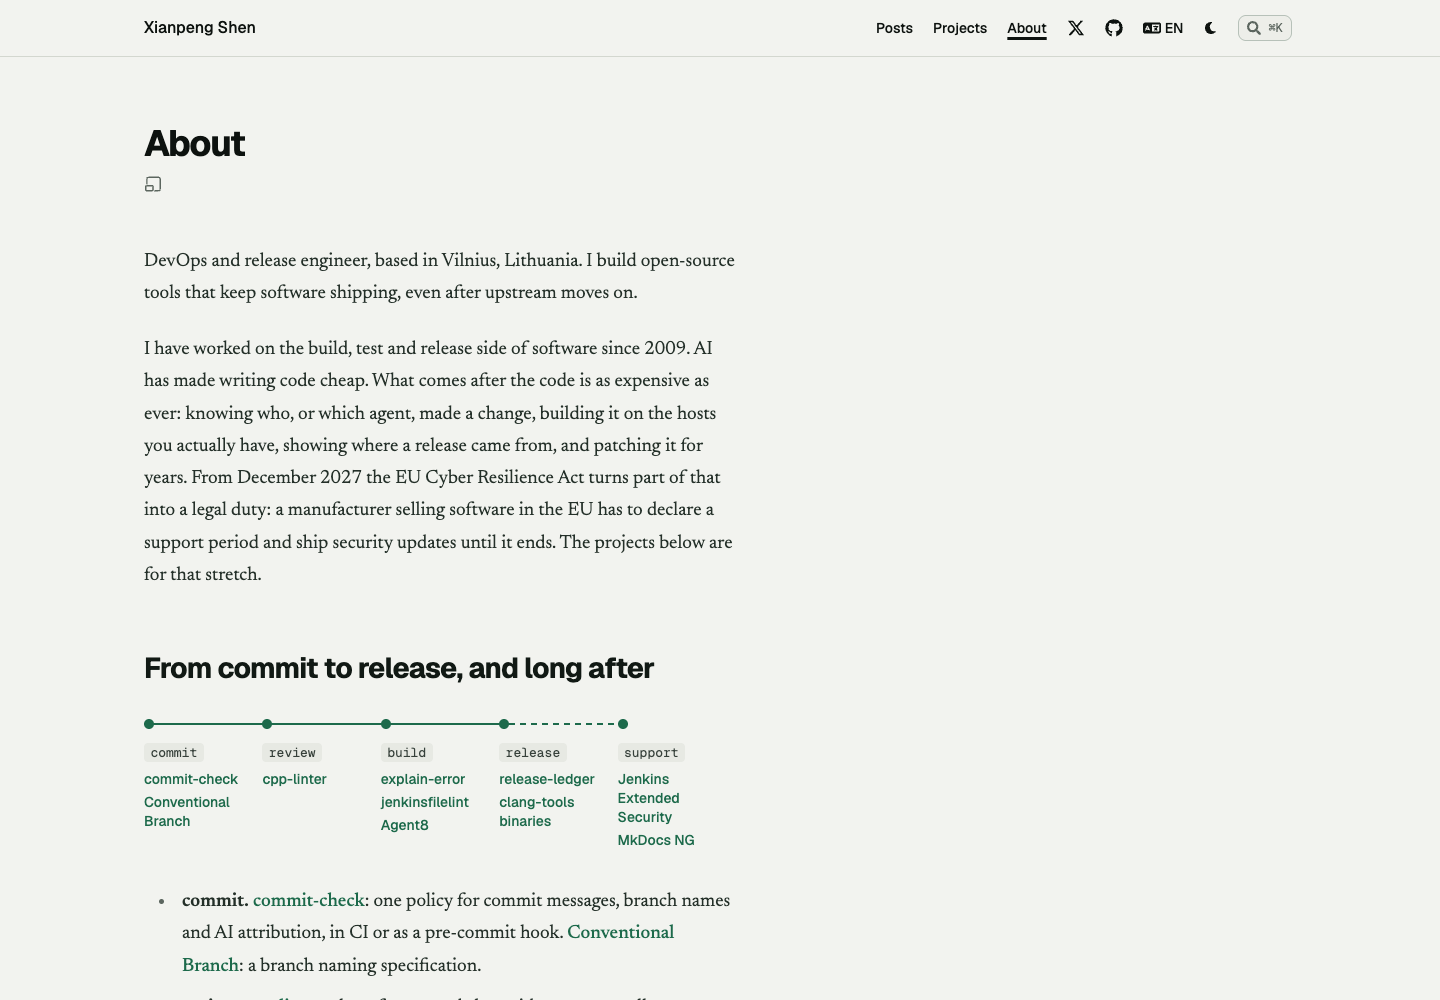 Xianpeng Shen
Posts Projects About EN ⌘K
About
DevOps and release engineer, based in Vilnius, Lithuania. I build open-source
tools that keep software shipping, even after upstream moves on.
I have worked on the build, test and release side of software since 2009. AI
has made writing code cheap. What comes after the code is as expensive as
ever: knowing who, or which agent, made a change, building it on the hosts
you actually have, showing where a release came from, and patching it for
years. From December 2027 the EU Cyber Resilience Act turns part of that
into a legal duty: a manufacturer selling software in the EU has to declare a
support period and ship security updates until it ends. The projects below are
for that stretch.
From commit to release, and long after
commit
commit-check
Conventional
Branch
review
cpp-linter
build
explain-error
jenkinsfilelint
Agent8
release
release-ledger
clang-tools
binaries
support
Jenkins
Extended
Security
MkDocs NG
commit. commit-check: one policy for commit messages, branch names
and AI attribution, in CI or as a pre-commit hook. Conventional
Branch: a branch naming specification.